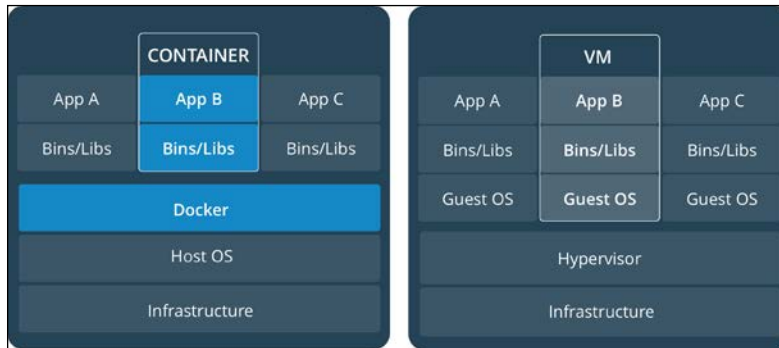 CONTAINER
App A App B App C
Bins/Libs Bins/Libs Bins/Libs
Docker
Host OS
Infrastructure
VM
App A App B App C
Bins/Libs Bins/Libs Bins/Libs
Guest OS Guest OS Guest OS
Hypervisor
Infrastructure